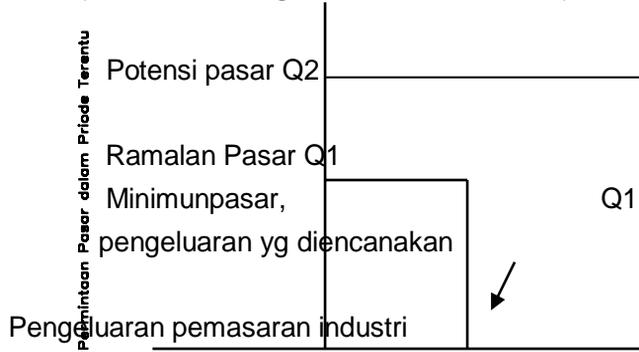 Permintaan Pasar dalam Priode Terentu
Potensi pasar Q2
Ramalan Pasar Q1
Minimunpasar,
Q1
pengeluaran yg diencanakan
Pengeluaran pemasaran industri